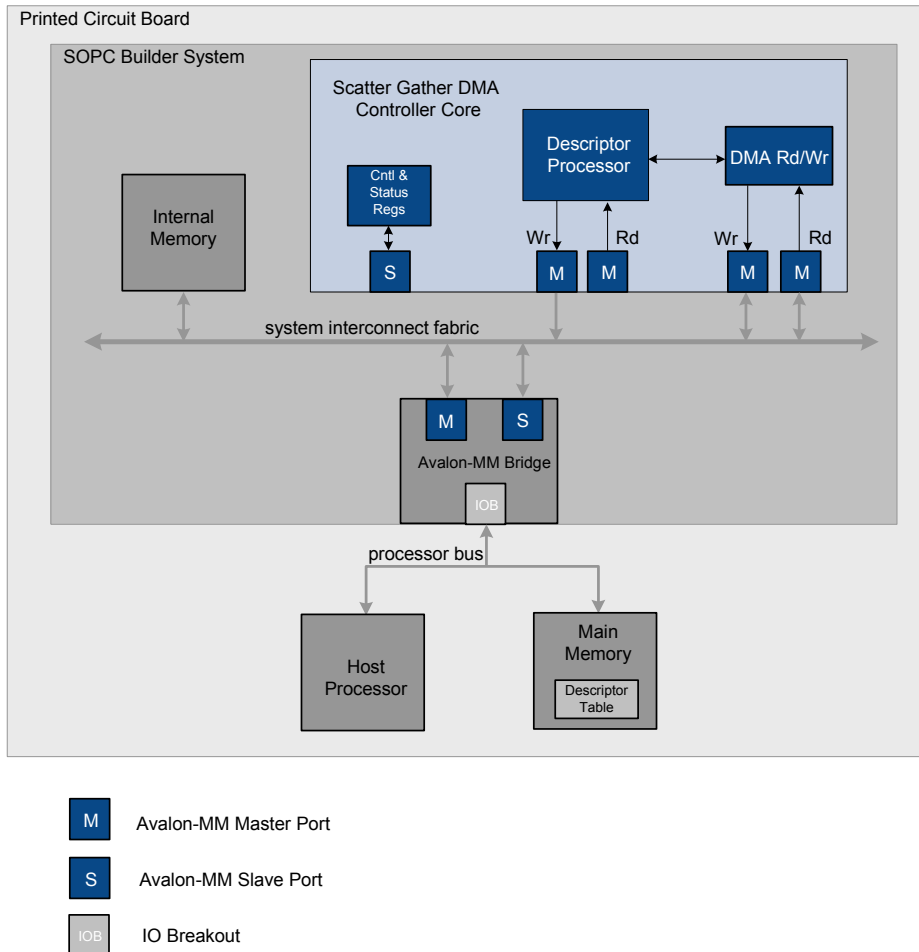 Printed Circuit Board
SOPC Builder System
Scatter Gather DMA
Controller Core
Descriptor
Processor
DMA Rd/Wr
Cntl &
Status
Regs
Internal
Memory
Wr
Rd
Wr
Rd
S
M
M
M
M
system interconnect fabric
M
S
Avalon-MM Bridge
IOB
processor bus
Host
Processor
Main
Memory
Descriptor
Table
M
Avalon-MM Master Port
S
Avalon-MM Slave Port
IOB
IO Breakout